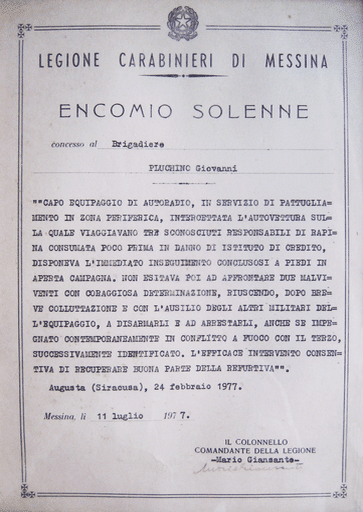 LEGIONE CARABINIERI DI MESSINA
ENCOMIO SOLENNE
concesso al Brigadiere
PLUCHINO Giovanni
""CAPO EQUIPAGGIO DI AUTORADIO, IN SERVIZIO DI PATTUGLIA=
MENTO IN ZONA PERIFERICA, INTERCETTATA L'AUTOVETTURA SUL=
LA QUALE VIAGGIAVANO TRE SCONOSCIUTI RESPONSABILI DI RAPI=
NA CONSUMATA POCO PRIMA IN DANNO DI ISTITUTO DI CREDITO,
DISPONEVA L'IMMEDIATO INSEGUIMENTO CONCLUSOSI A PIEDI IN
APERTA CAMPAGNA. NON ESITAVA POI AD AFFRONTARE DUE MALVI=
VENTI CON CORAGGIOSA DETERMINAZIONE, RIUSCENDO, DOPO BRE=
VE COLLUTTAZIONE E CON L'AUSILIO DEGLI ALTRI MILITARI DEL=
L'EQUIPAGGIO, A DISARMARLI E AD ARRESTARLI, ANCHE SE IMPE=
GNATO CONTEMPORANEAMENTE IN CONFLITTO A FUOCO CON IL TERZO,
SUCCESSIVAMENTE IDENTIFICATO. L'EFFICACE INTERVENTO CONSEN=
TIVA DI RECUPERARE BUONA PARTE DELLA REFURTIVA"".
Augusta (Siracusa), 24 febbraio 1977.
Messina, lì 11 luglio 1977.
IL COLONNELLO
COMANDANTE DELLA LEGIONE
-Mario Giansante-